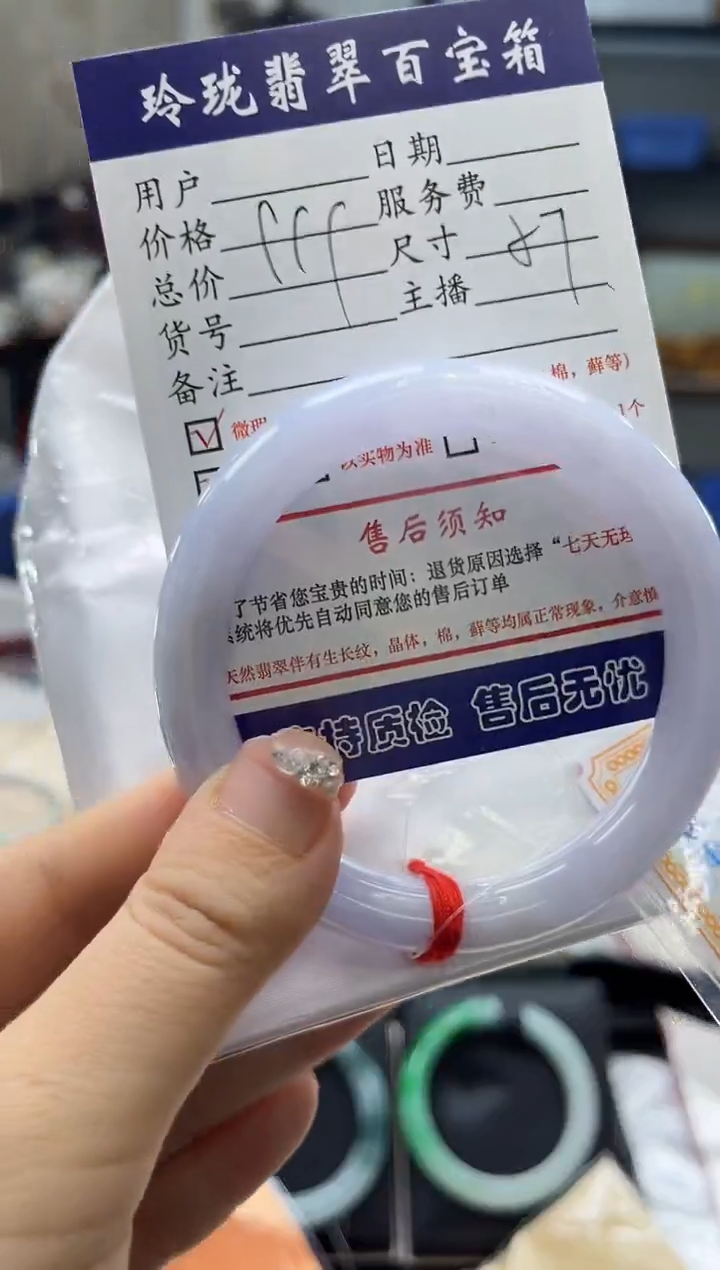 玲珑翡翠百宝箱
用户 日期
价格 服务费
总价 尺寸
货号 主播
备注
微 棉，藓等)
以实物为准 1个
售后须知
了节省您宝贵的时间：退货原因选择“七天无理
统将优先自动同意您的售后订单
天然翡翠伴有生长纹，晶体，棉，藓等均属正常现象，介意慎
持质检 售后无忧